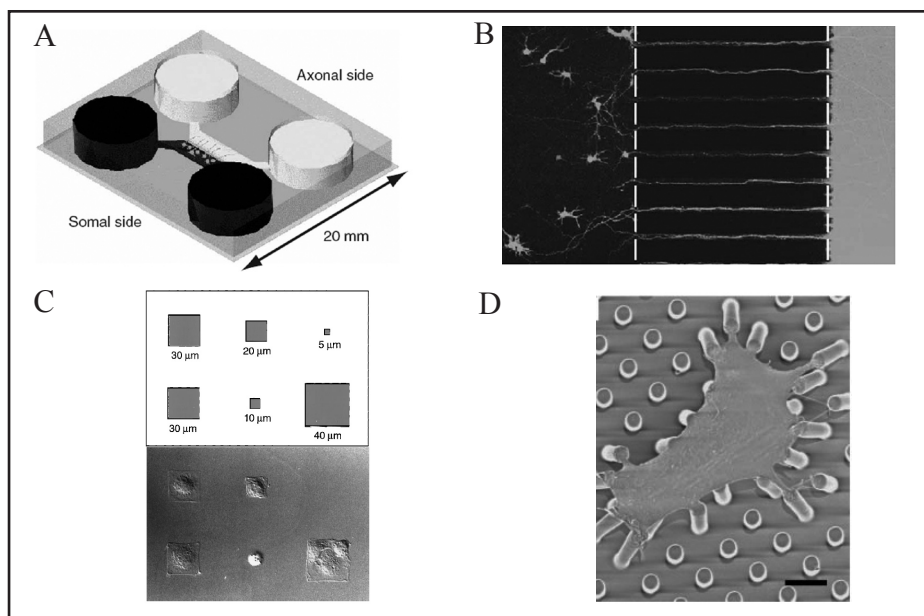 A
Axonal side
Somal side
20 mm
B
C
30 μm
20 μm
5 μm
30 μm
10 μm
40 μm
D